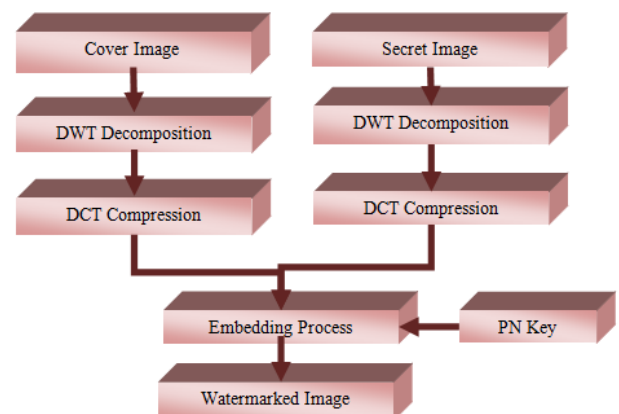 Cover Image
Secret Image
DWT Decomposition
DWT Decomposition
DCT Compression
DCT Compression
Embedding Process
PN Key
Watermarked Image